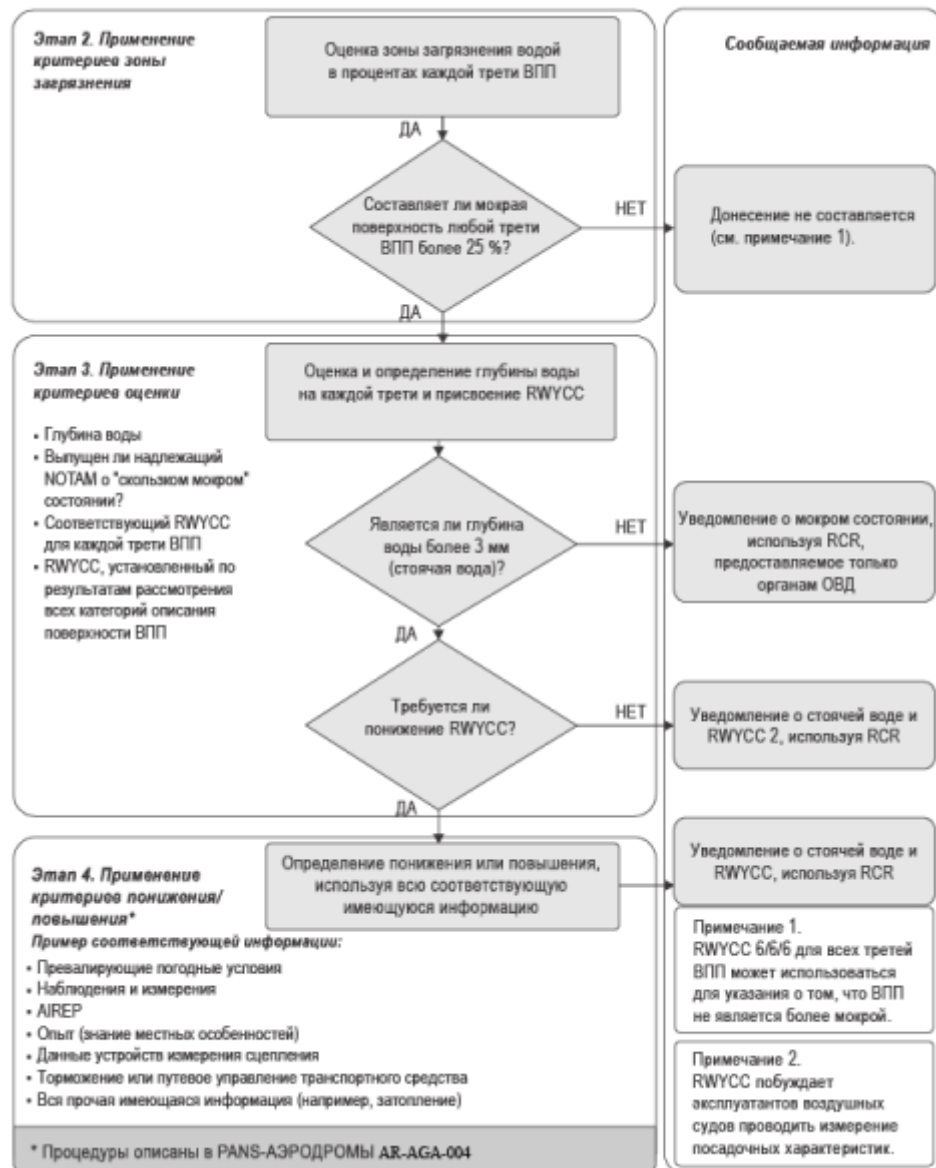 Этап 2. Применение
критериев зоны
загрязнения
Оценка зоны загрязнения водой
в процентах каждой трети ВПП
ДА
Составляет ли мокрая
поверхность любой трети
ВПП более 25 %?
НЕТ
ДА
Сообщаемая информация
Донесение не составляется
(см. примечание 1).
Этап 3. Применение
критериев оценки
• Глубина воды
• Выпущен ли надлежащий
NOTAM о "скользком мокром"
состоянии?
• Соответствующий RWYCC
для каждой трети ВПП
• RWYCC, установленный по
результатам рассмотрения
всех категорий описания
поверхности ВПП
Оценка и определение глубины воды
на каждой трети и присвоение RWYCC
Является ли глубина
воды более 3 мм
(стоячая вода)?
НЕТ
Уведомление о мокром состоянии,
используя RCR,
предоставляемое только
органам ОВД
ДА
Требуется ли
понижение RWYCC?
НЕТ
Уведомление о стоячей воде и
RWYCC 2, используя RCR
ДА
Этап 4. Применение
критериев понижения/
повышения*
Пример соответствующей информации:
• Превалирующие погодные условия
• Наблюдения и измерения
• AIREP
• Опыт (знание местных особенностей)
• Данные устройств измерения сцепления
• Торможение или путевое управление транспортного средства
• Вся прочая имеющаяся информация (например, затопление)
Определение понижения или повышения,
используя всю соответствующую
имеющуюся информацию
Уведомление о стоячей воде и
RWYCC, используя RCR
Примечание 1.
RWYCC 6/6/6 для всех третей
ВПП может использоваться
для указания о том, что ВПП
не является более мокрой.
Примечание 2.
RWYCC побуждает
эксплуатантов воздушных
судов проводить измерение
посадочных характеристик.
* Процедуры описаны в PANS-АЭРОДРОМЫ AR-AGA-004